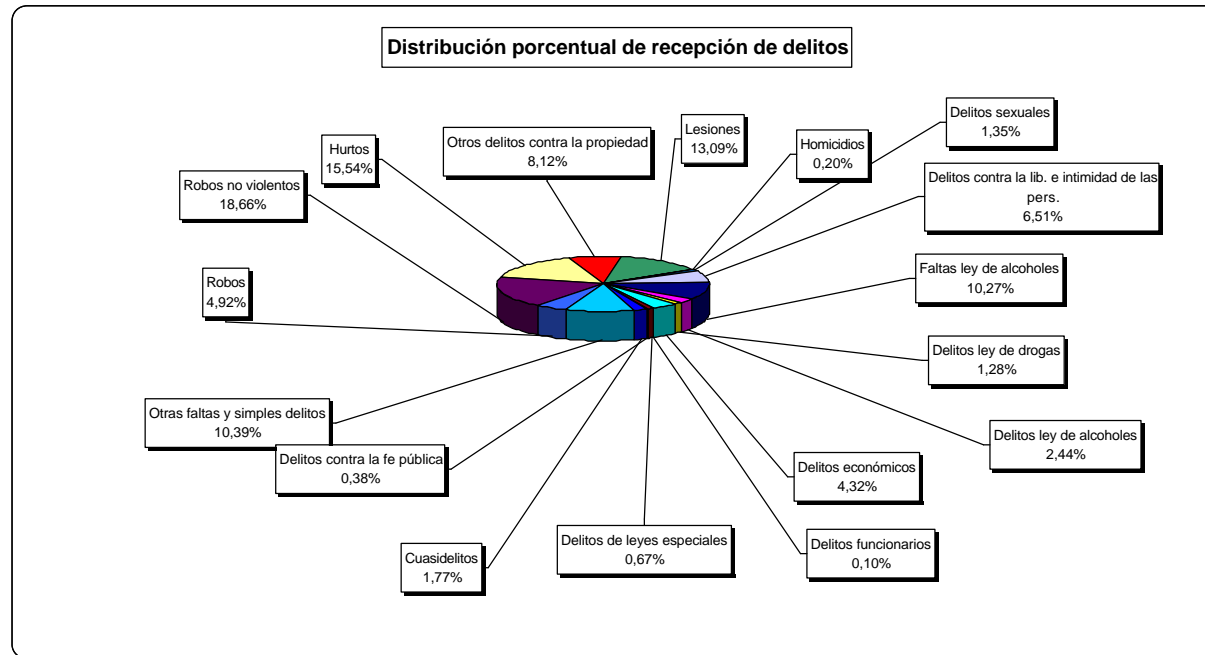 Distribución porcentual de recepción de delitos
Delitos sexuales
1,35%
Lesiones
13,09%
Otros delitos contra la propiedad
8,12%
Hurtos
15,54%
Homicidios
0,20%
Delitos contra la lib. e intimidad de las
pers.
6,51%
Robos no violentos
18,66%
Faltas ley de alcoholes
10,27%
Robos
4,92%
Delitos ley de drogas
1,28%
Otras faltas y simples delitos
10,39%
Delitos ley de alcoholes
2,44%
Delitos contra la fe pública
0,38%
Delitos económicos
4,32%
Cuasidelitos
1,77%
Delitos de leyes especiales
0,67%
Delitos funcionarios
0,10%